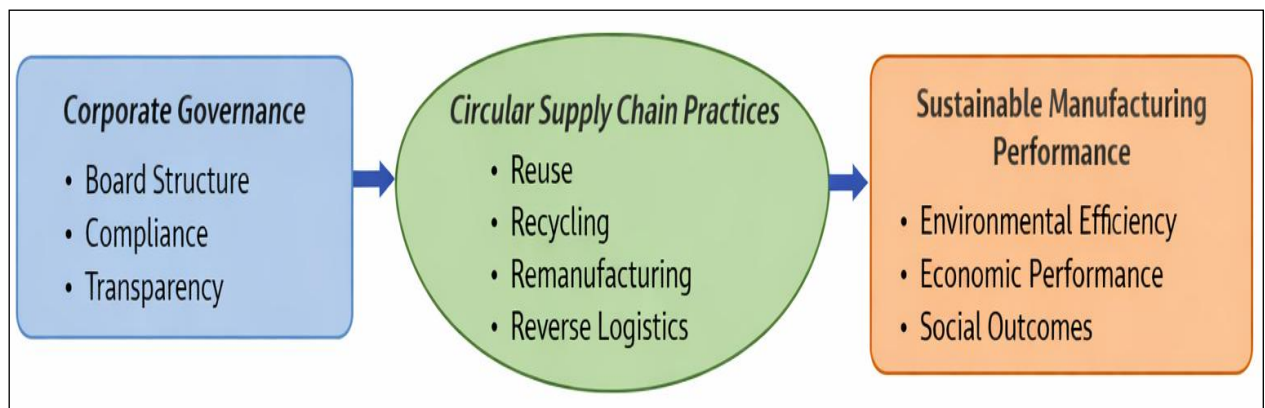 Corporate Governance
• Board Structure
• Compliance
• Transparency
Circular Supply Chain Practices
• Reuse
• Recycling
• Remanufacturing
• Reverse Logistics
Sustainable Manufacturing
Performance
• Environmental Efficiency
• Economic Performance
• Social Outcomes